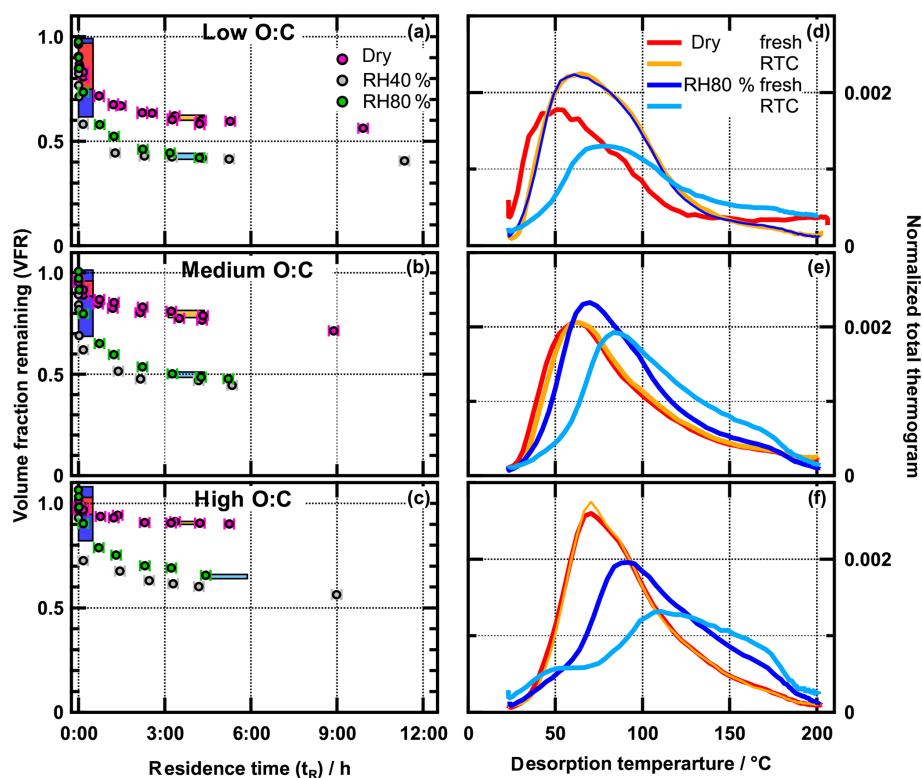 Low O:C
(a)
Dry
RH40 %
RH80 %
1.0
0.5
0
Medium O:C
(b)
1.0
0.5
0
High O:C
(c)
1.0
0.5
0:00
3:00
6:00
9:00
12:00
Volume fraction remaining (VFR)
Residence time (tR) / h
(d)
Dry fresh
RTC
RH80 % fresh
RTC
0.002
0
(e)
0.002
0
(f)
0.002
0
0
50
100
150
200
Normalized total thermogram
Desorption temperarture / °C